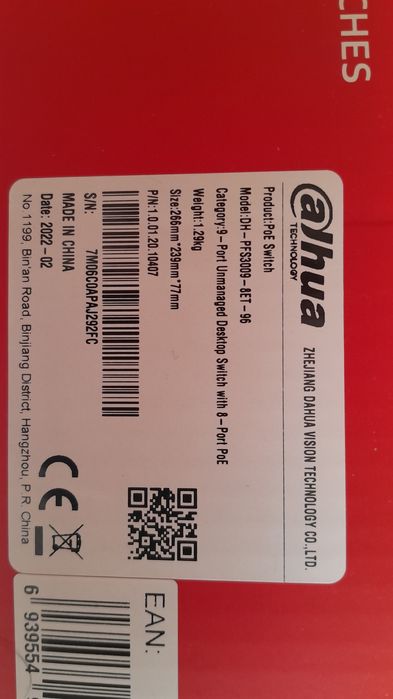 CHES
alhua
TECHNOLOGY
ZHEJIANG DAHUA VISION TECHNOLOGY CO.,LTD.
Product:PoE Switch
Model:DH-PFS3009-8ET-96
Category:9-Port Unmanaged Desktop Switch with 8-Port PoE
Weight:1.29kg
Size:266mm*239mm*77mm
P/N:1.0.01.20.10407
S/N: 7M06C0APAJ292FC
MADE IN CHINA
Date: 2022-02
CE
No.1199, Bin'an Road, Binjiang District, Hangzhou, P.R. China
EAN:
6 939554